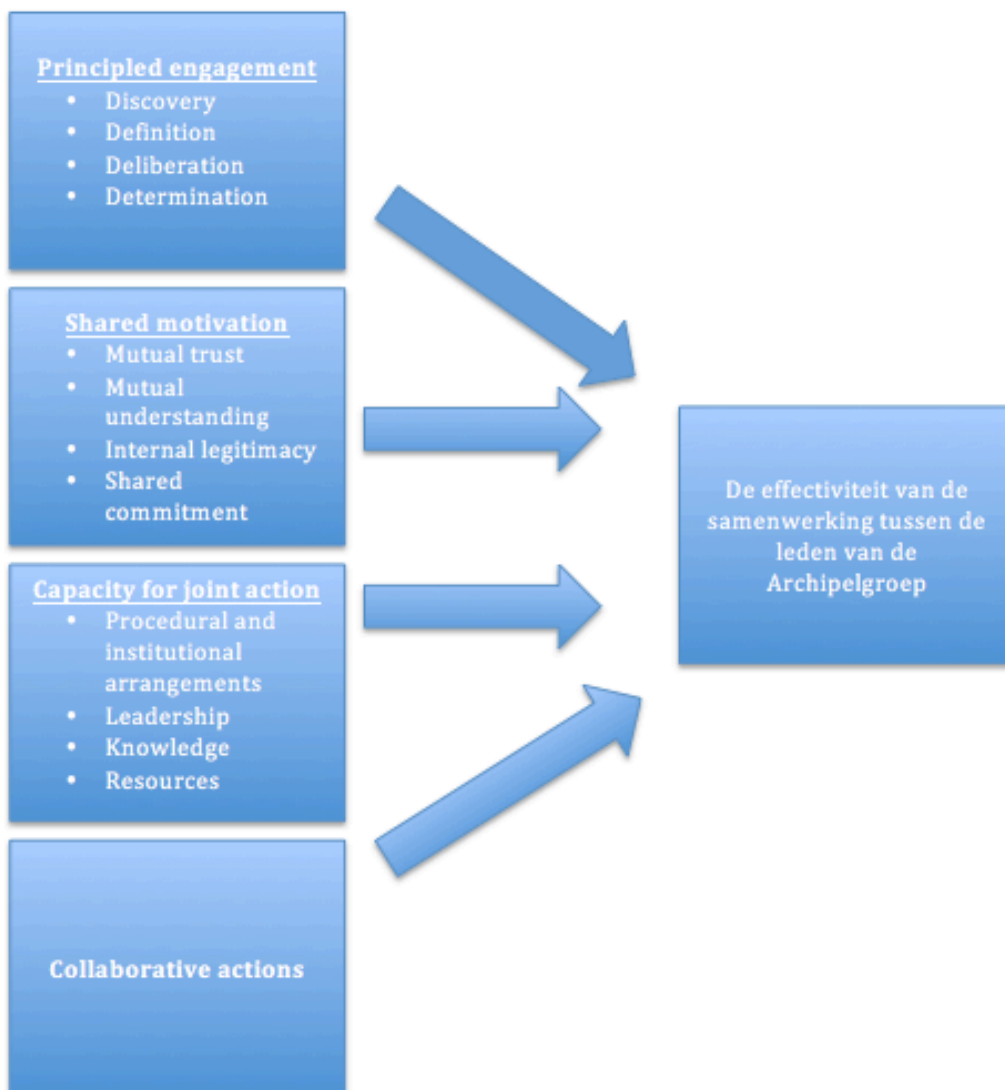 Principled engagement
• Discovery
• Definition
• Deliberation
• Determination
Shared motivation
• Mutual trust
• Mutual
understanding
• Internal legitimacy
• Shared
commitment
Capacity for joint action
• Procedural and
institutional
arrangements
• Leadership
• Knowledge
• Resources
Collaborative actions
De effectiviteit van de
samenwerking tussen de
leden van de
Archipelgroep